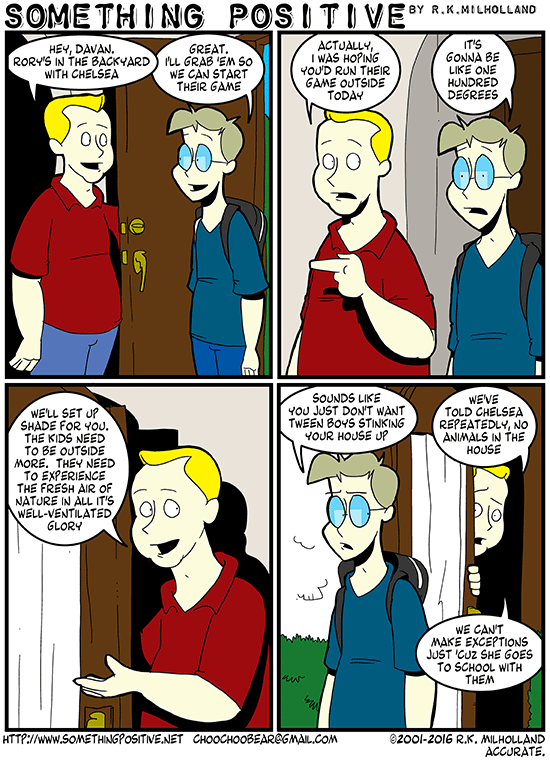 SOMETHING POSITIVE BY R.K.MILHOLLAND
HEY, DAVAN.
RORY'S IN THE BACKYARD
WITH CHELSEA
GREAT.
I'LL GRAB 'EM SO
WE CAN START
THEIR GAME
ACTUALLY,
I WAS HOPING
YOU'D RUN THEIR
GAME OUTSIDE
TODAY
IT'S
GONNA BE
LIKE ONE
HUNDRED
DEGREES
WE'LL SET UP
SHADE FOR YOU.
THE KIDS NEED
TO BE OUTSIDE
MORE. THEY NEED
TO EXPERIENCE
THE FRESH AIR OF
NATURE IN ALL IT'S
WELL-VENTILATED
GLORY
SOUNDS LIKE
YOU JUST DON'T WANT
TWEEN BOYS STINKING
YOUR HOUSE UP
WE'VE
TOLD CHELSEA
REPEATEDLY, NO
ANIMALS IN THE
HOUSE
WE CAN'T
MAKE EXCEPTIONS
JUST 'CUZ SHE GOES
TO SCHOOL WITH
THEM
HTTP://WWW.SOMETHINGPOSITIVE.NET CHOOCHOOBEAR@GMAIL.COM ©2001-2016 R.K. MILHOLLAND
ACCURATE.